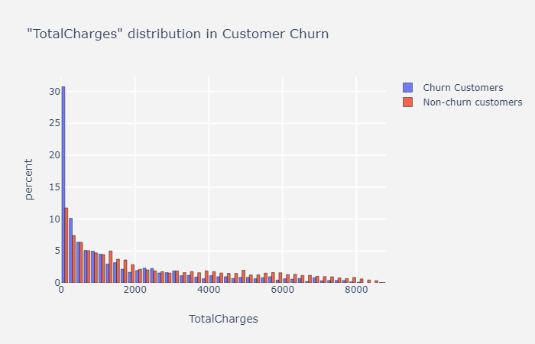 "TotalCharges" distribution in Customer Churn
Churn Customers
Non-churn customers
percent
30
25
20
15
10
5
0
0 2000 4000 6000 8000
TotalCharges